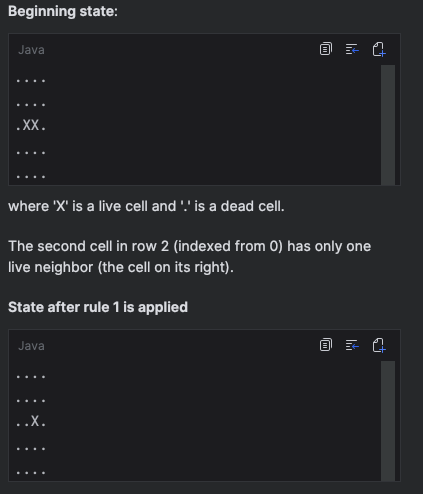 Beginning state:
Java
....
....
.XX.
....
....
where 'X' is a live cell and '.' is a dead cell.
The second cell in row 2 (indexed from 0) has only one
live neighbor (the cell on its right).
State after rule 1 is applied
Java
....
....
..X.
....
....